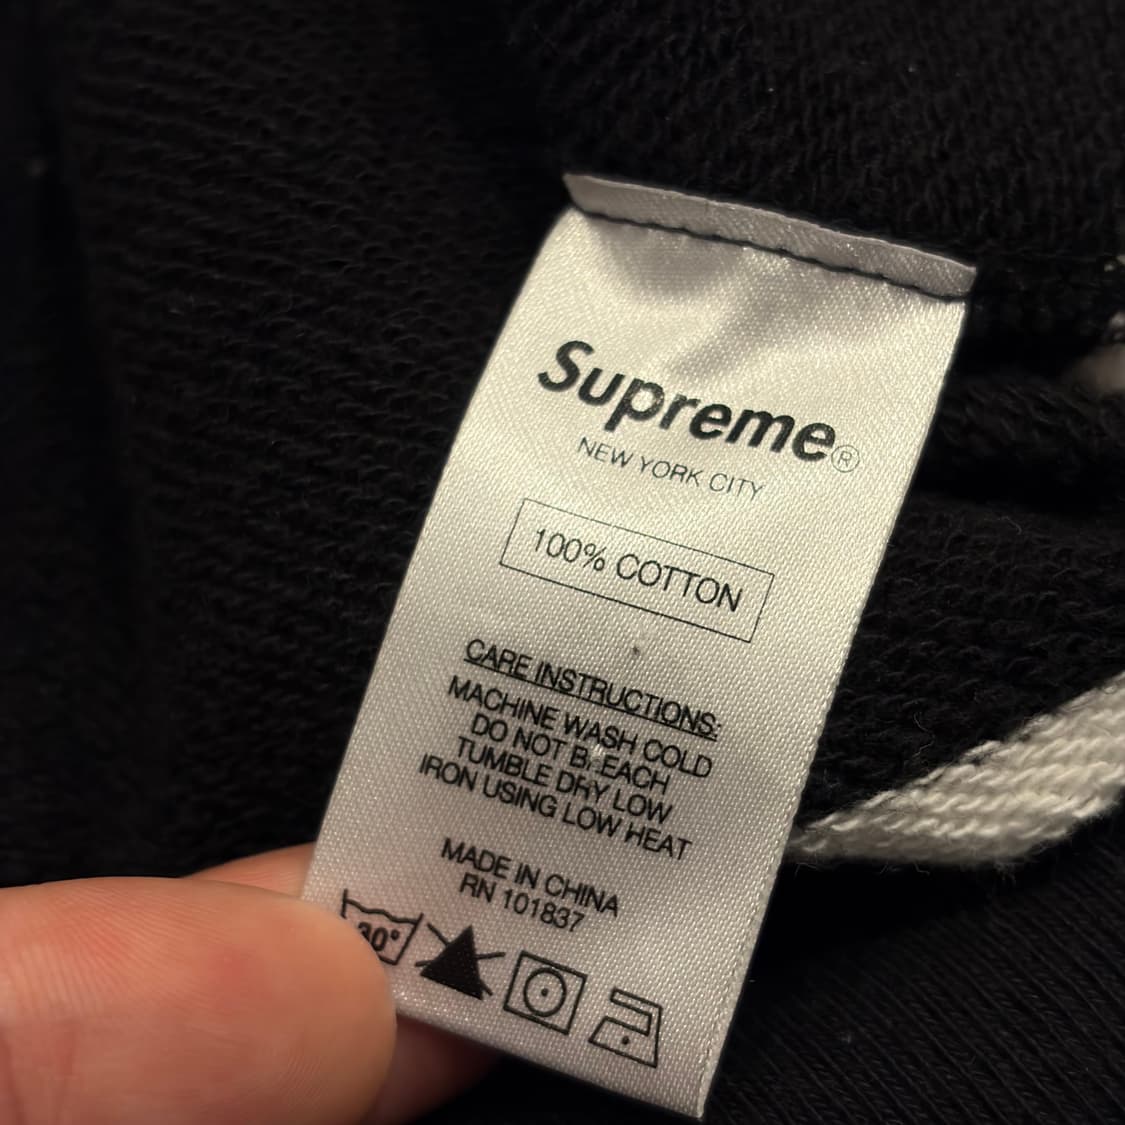 Supreme®
NEW YORK CITY
100% COTTON
CARE INSTRUCTIONS:
MACHINE WASH COLD
DO NOT BLEACH
TUMBLE DRY LOW
IRON USING LOW HEAT
MADE IN CHINA
RN 101837
30°